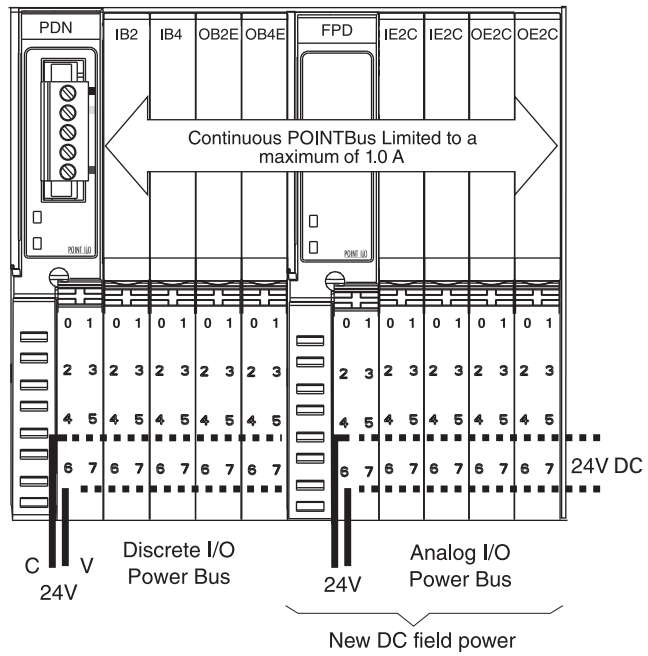 PDN IB2 IB4 OB2E OB4E FPD IE2C IE2C OE2C OE2C
Continuous POINTBus Limited to a
maximum of 1.0 A
POINT I/O POINT I/O
0 1 0 1 0 1 0 1 0 1 0 1 0 1 0 1 0 1 0 1
2 3 2 3 2 3 2 3 2 3 2 3 2 3 2 3 2 3 2 3
4 5 4 5 4 5 4 5 4 5 4 5 4 5 4 5 4 5 4 5
6 7 6 7 6 7 6 7 6 7 6 7 6 7 6 7 6 7 6 7 24V DC
C V
24V
Discrete I/O
Power Bus
24V
Analog I/O
Power Bus
New DC field power